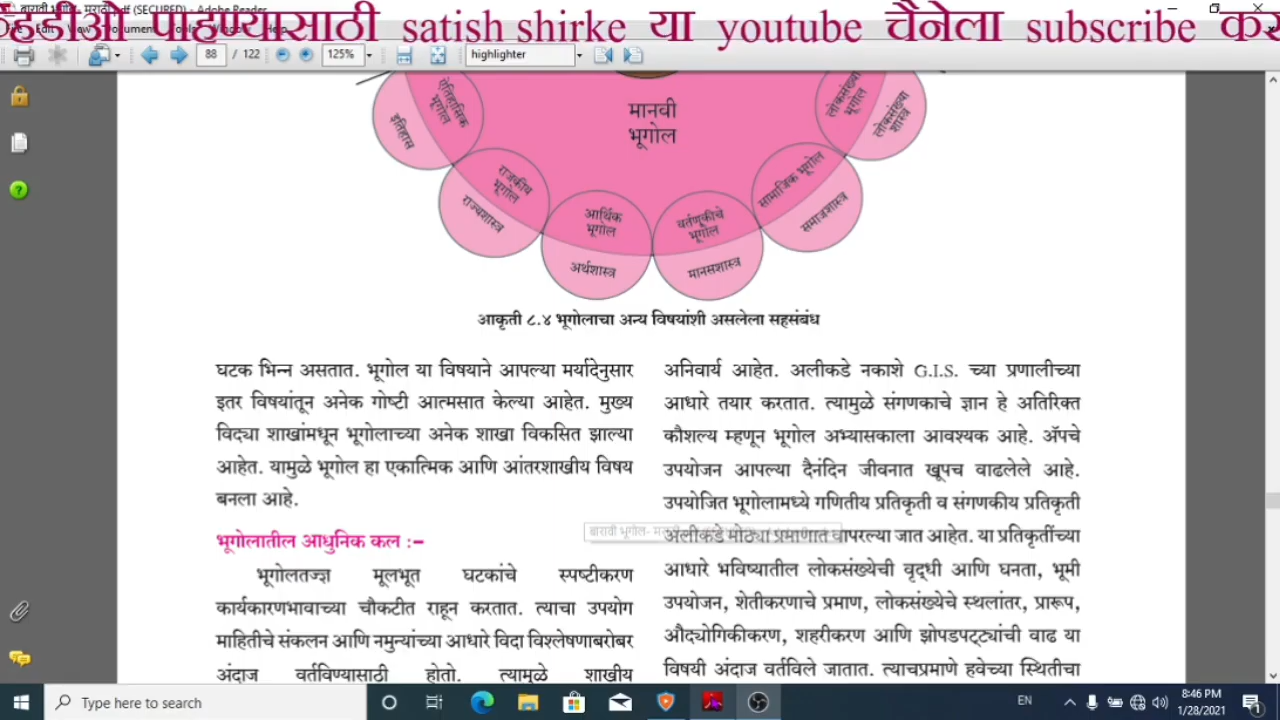 हिडीओ पाहण्यासाठी satish shirke या youtube चैनेला subscribe कर
88 / 122 125% highlighter
मानवी
भूगोल
ऐतिहासिक
भूगोल
इतिहास
राजकीय
भूगोल
राज्यशास्त्र
आर्थिक
भूगोल
अर्थशास्त्र
वर्तणूकीचे
भूगोल
मानसशास्त्र
सामाजिक भूगोल
समाजशास्त्र
लोकसंख्या
भूगोल
लोकसंख्या
शास्त्र
आकृती ८.४ भूगोलाचा अन्य विषयांशी असलेला सहसंबंध
घटक भिन्न असतात. भूगोल या विषयाने आपल्या मर्यादेनुसार
इतर विषयांतून अनेक गोष्टी आत्मसात केल्या आहेत. मुख्य
विद्या शाखांमधून भूगोलाच्या अनेक शाखा विकसित झाल्या
आहेत. यामुळे भूगोल हा एकात्मिक आणि आंतरशाखीय विषय
बनला आहे.
भूगोलातील आधुनिक कल :–
भूगोलतज्ज्ञ मूलभूत घटकांचे स्पष्टीकरण
कार्यकारणभावाच्या चौकटीत राहून करतात. त्याचा उपयोग
माहितीचे संकलन आणि नमुन्यांच्या आधारे विदा विश्लेषणाबरोबर
अंदाज वर्तविण्यासाठी होतो. त्यामुळे शाखीय
अनिवार्य आहेत. अलीकडे नकाशे G.I.S. च्या प्रणालीच्या
आधारे तयार करतात. त्यामुळे संगणकाचे ज्ञान हे अतिरिक्त
कौशल्य म्हणून भूगोल अभ्यासकाला आवश्यक आहे. ॲपचे
उपयोजन आपल्या दैनंदिन जीवनात खूपच वाढलेले आहे.
उपयोजित भूगोलामध्ये गणितीय प्रतिकृती व संगणकीय प्रतिकृती
अलीकडे मोठ्या प्रमाणात वापरल्या जात आहेत. या प्रतिकृतींच्या
आधारे भविष्यातील लोकसंख्येची वृद्धी आणि घनता, भूमी
उपयोजन, शेतीकरणाचे प्रमाण, लोकसंख्येचे स्थलांतर, प्रारूप,
औद्योगिकीकरण, शहरीकरण आणि झोपडपट्ट्यांची वाढ या
विषयी अंदाज वर्तविले जातात. त्याचप्रमाणे हवेच्या स्थितीचा
Type here to search
EN
8:46 PM
1/28/2021
1